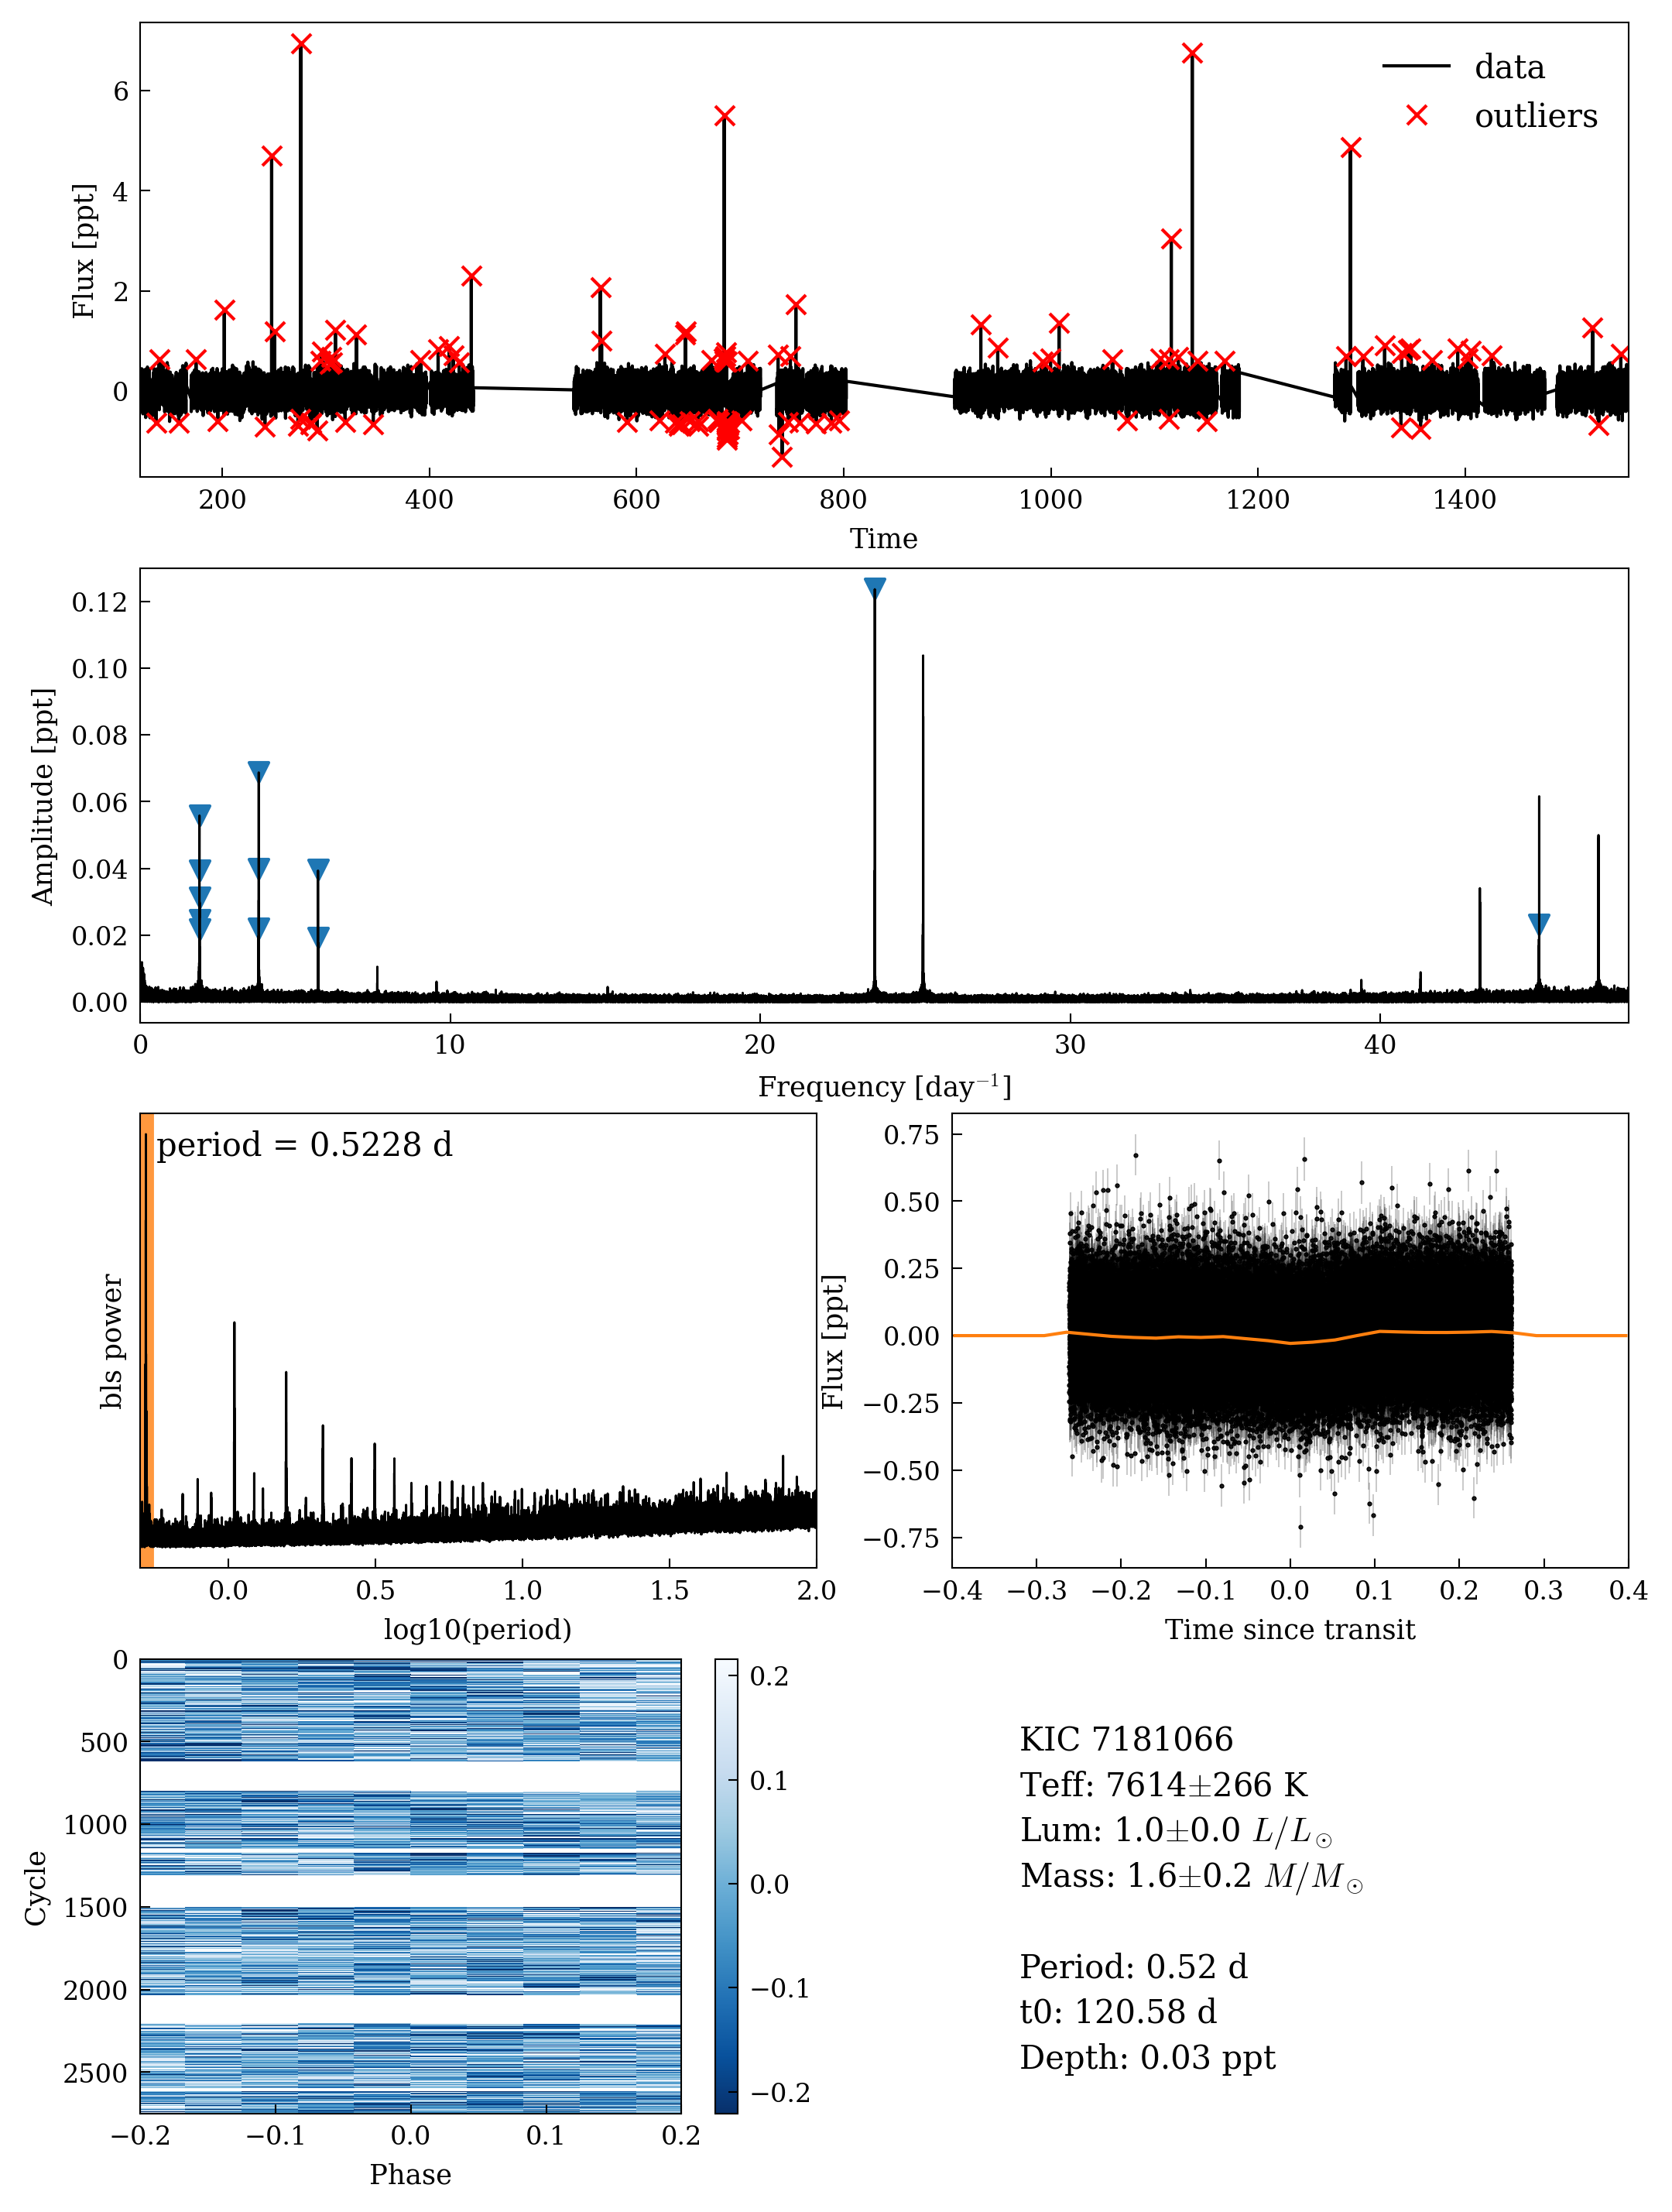 data
outliers
6
4
2
0
Flux [ppt]
200 400 600 800 1000 1200 1400
Time
0.12
0.10
0.08
0.06
0.04
0.02
0.00
Amplitude [ppt]
0 10 20 30 40
Frequency [day⁻¹]
period = 0.5228 d
bls power
0.0 0.5 1.0 1.5 2.0
log10(period)
0.75
0.50
0.25
0.00
−0.25
−0.50
−0.75
Flux [ppt]
−0.4 −0.3 −0.2 −0.1 0.0 0.1 0.2 0.3 0.4
Time since transit
0
500
1000
1500
2000
2500
Cycle
−0.2 −0.1 0.0 0.1 0.2
Phase
0.2
0.1
0.0
−0.1
−0.2
KIC 7181066
Teff: 7614±266 K
Lum: 1.0±0.0 L/L⊙
Mass: 1.6±0.2 M/M⊙
Period: 0.52 d
t0: 120.58 d
Depth: 0.03 ppt